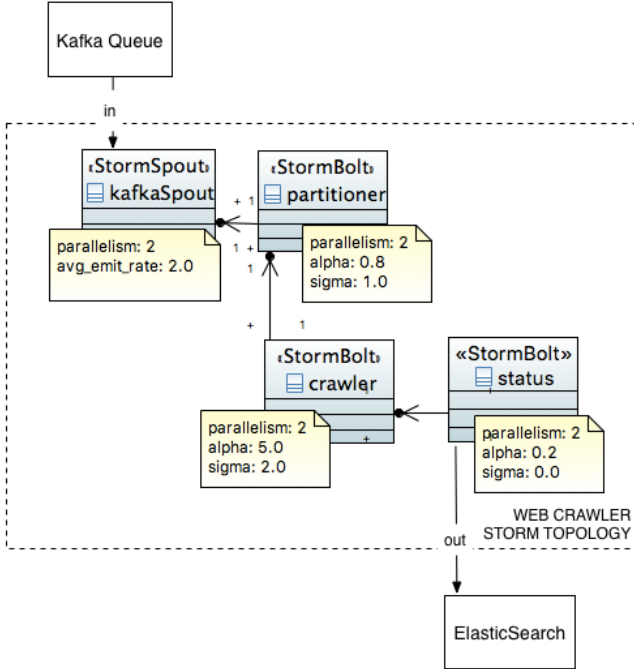 Kafka Queue
in
«StormSpout»
kafkaSpout
parallelism: 2
avg_emit_rate: 2.0
«StormBolt»
partitioner
parallelism: 2
alpha: 0.8
sigma: 1.0
+ 1
1 +
1
+ 1
«StormBolt»
crawler
1
+
parallelism: 2
alpha: 5.0
sigma: 2.0
«StormBolt»
status
+
parallelism: 2
alpha: 0.2
sigma: 0.0
WEB CRAWLER
STORM TOPOLOGY
out
ElasticSearch